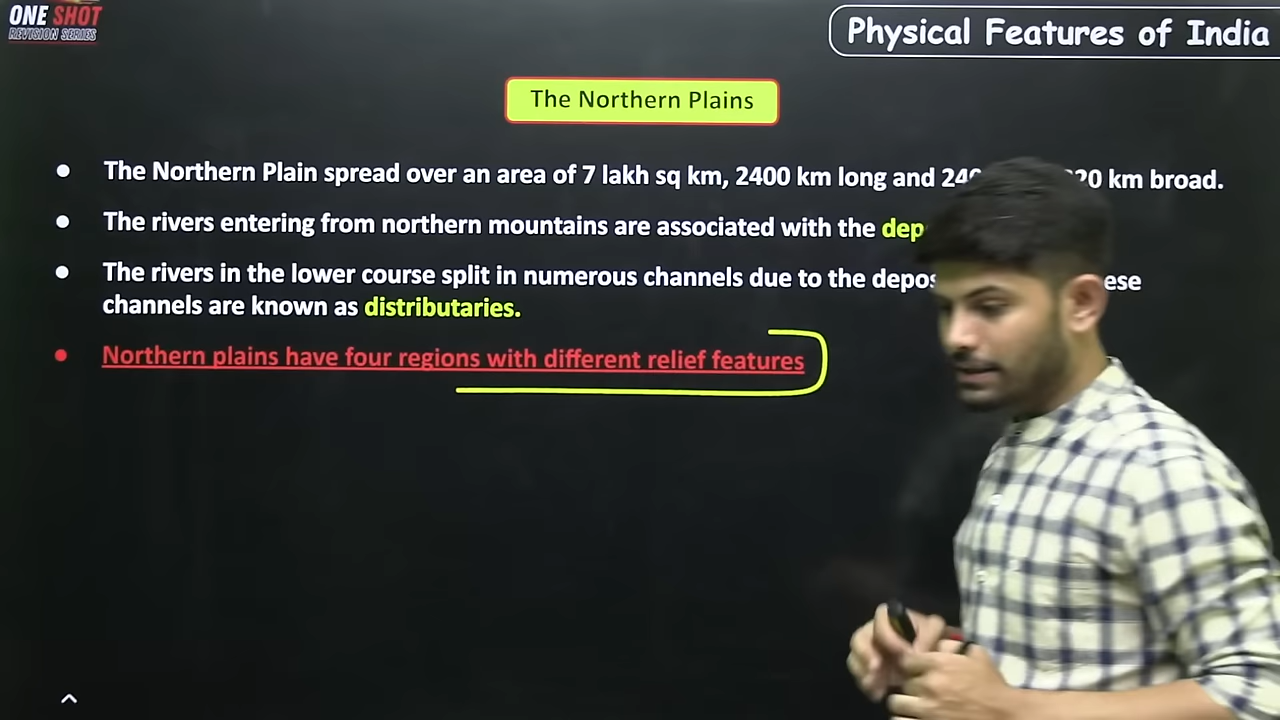 ONE SHOT
REVISION SERIES
Physical Features of India
The Northern Plains
• The Northern Plain spread over an area of 7 lakh sq km, 2400 km long and km broad.
• The rivers entering from northern mountains are associated with the
• The rivers in the lower course split in numerous channels due to the
channels are known as distributaries.
• Northern plains have four regions with different relief features